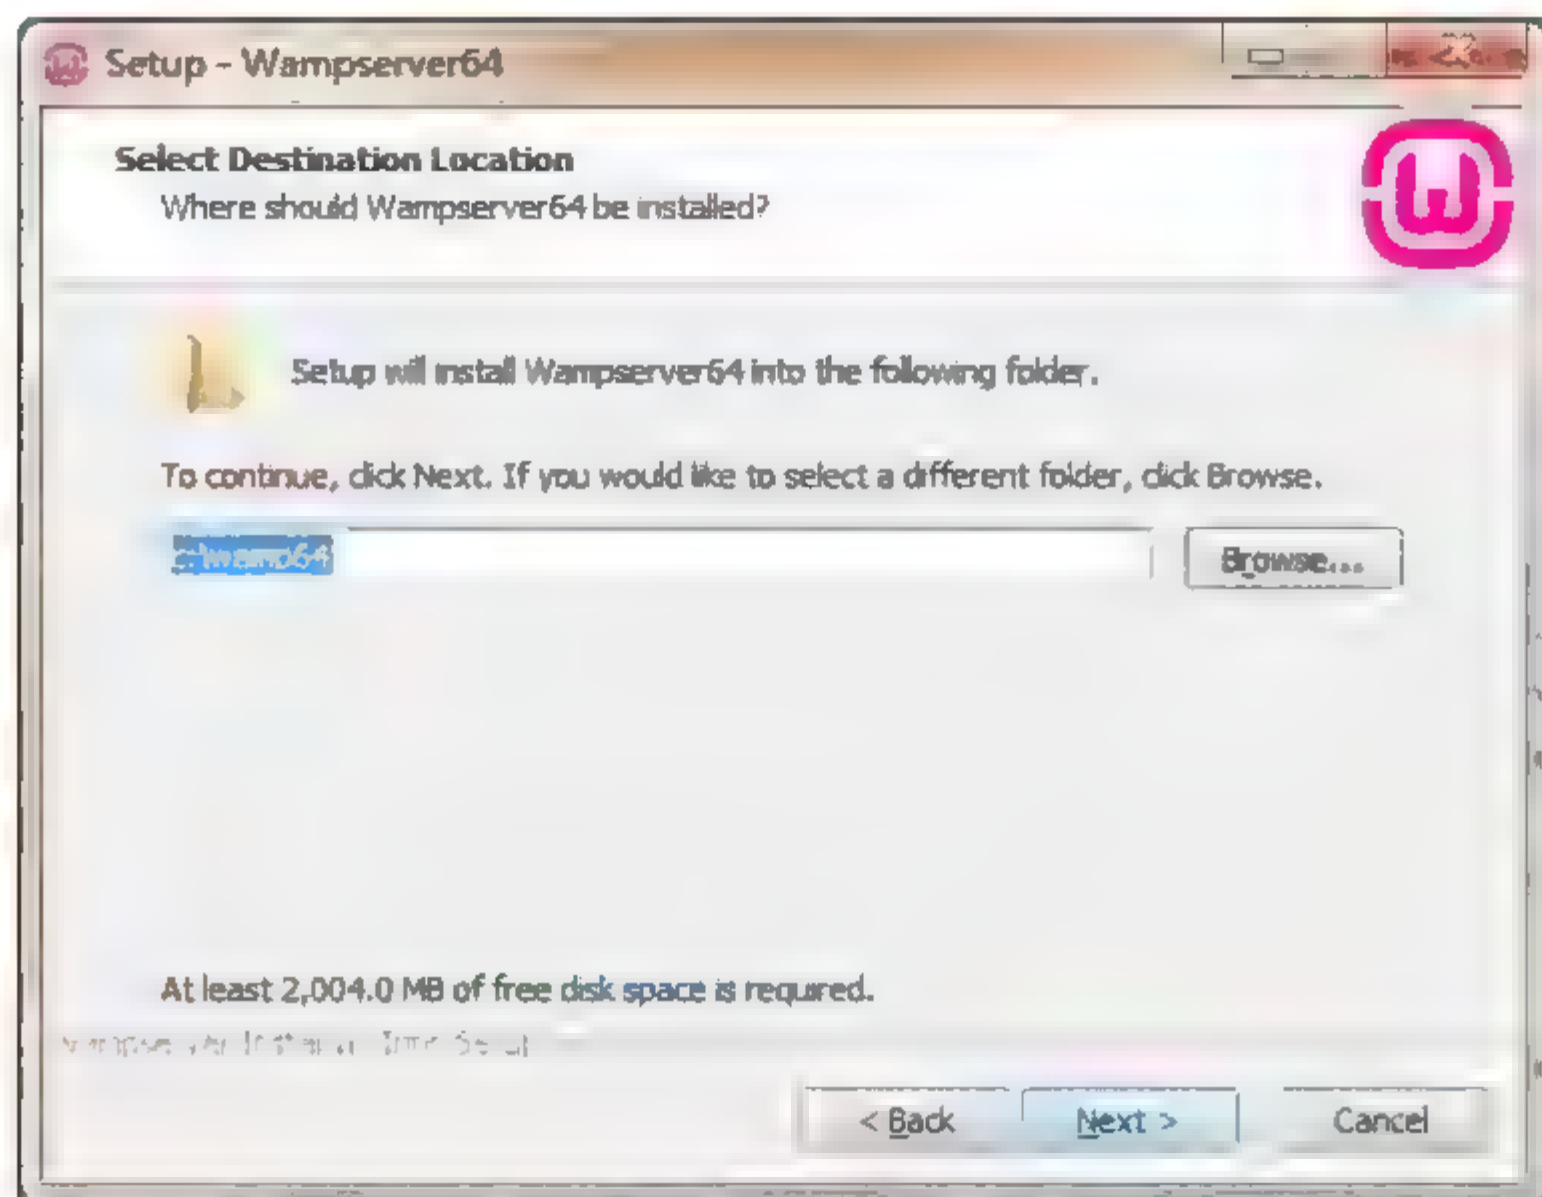 Setup - Wampserver64
Select Destination Location
Where should Wampserver64 be installed?
Setup will install Wampserver64 into the following folder.
To continue, click Next. If you would like to select a different folder, click Browse.
Browse...
At least 2,004.0 MB of free disk space is required.
< Back
Next >
Cancel